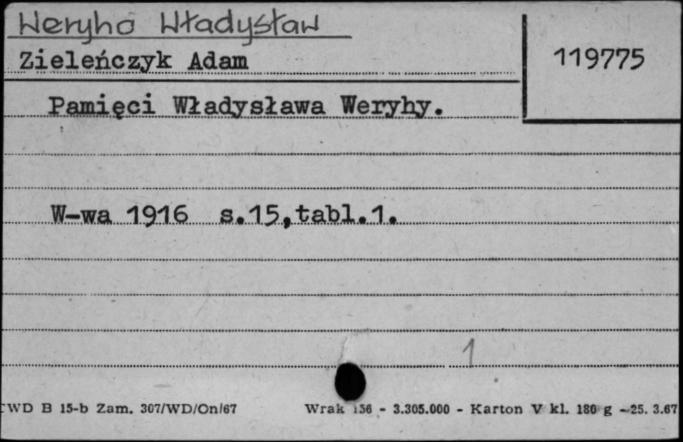 Weryho Władysław
Zieleńczyk Adam
119775
Pamięci Władysława Weryhy.
W-wa 1916 s.15,tabl.1.
1
WD B 15-b Zam. 307/WD/On/67 Wrak 156 - 3.305.000 - Karton V kl. 180 g - 25. 3.67